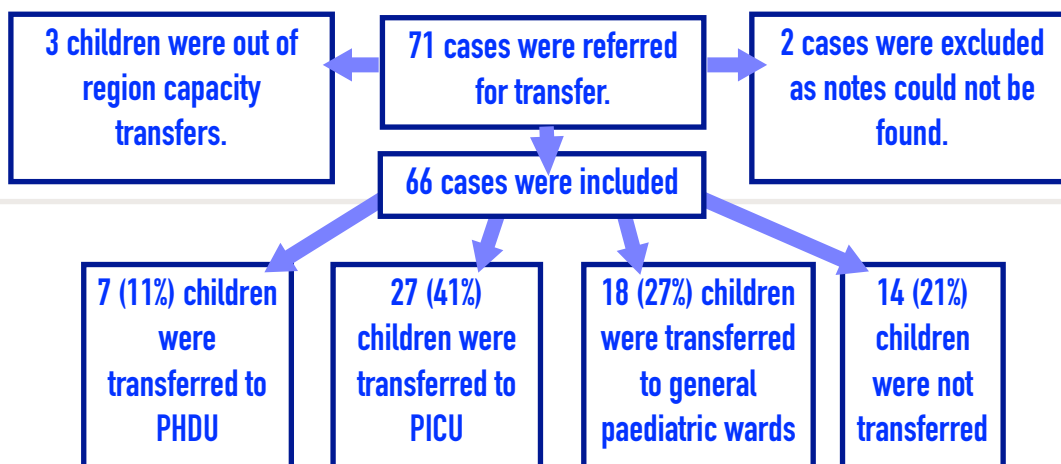 3 children were out of
region capacity
transfers.
71 cases were referred
for transfer.
2 cases were excluded
as notes could not be
found.
66 cases were included
7 (11%) children
were
transferred to
PHDU
27 (41%)
children were
transferred to
PICU
18 (27%) children
were transferred
to general
paediatric wards
14 (21%)
children
were not
transferred